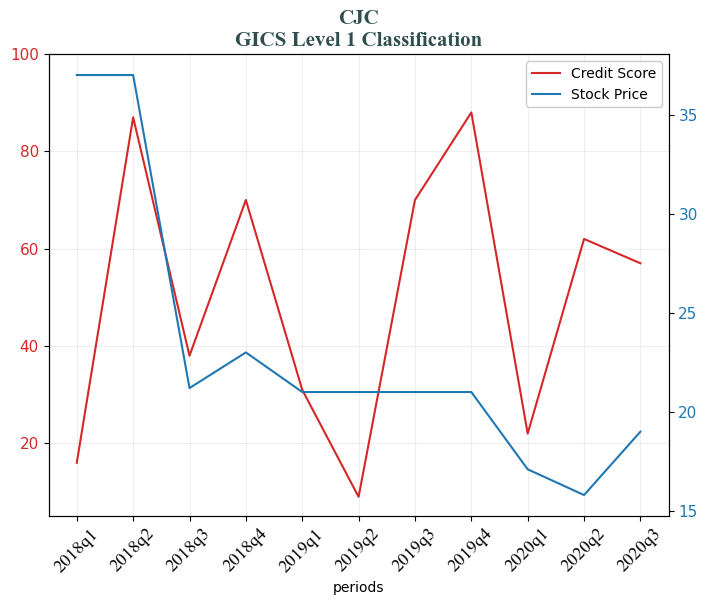 CJC
GICS Level 1 Classification
Credit Score
Stock Price
100
80
60
40
20
35
30
25
20
15
2018q1
2018q2
2018q3
2018q4
2019q1
2019q2
2019q3
2019q4
2020q1
2020q2
2020q3
periods